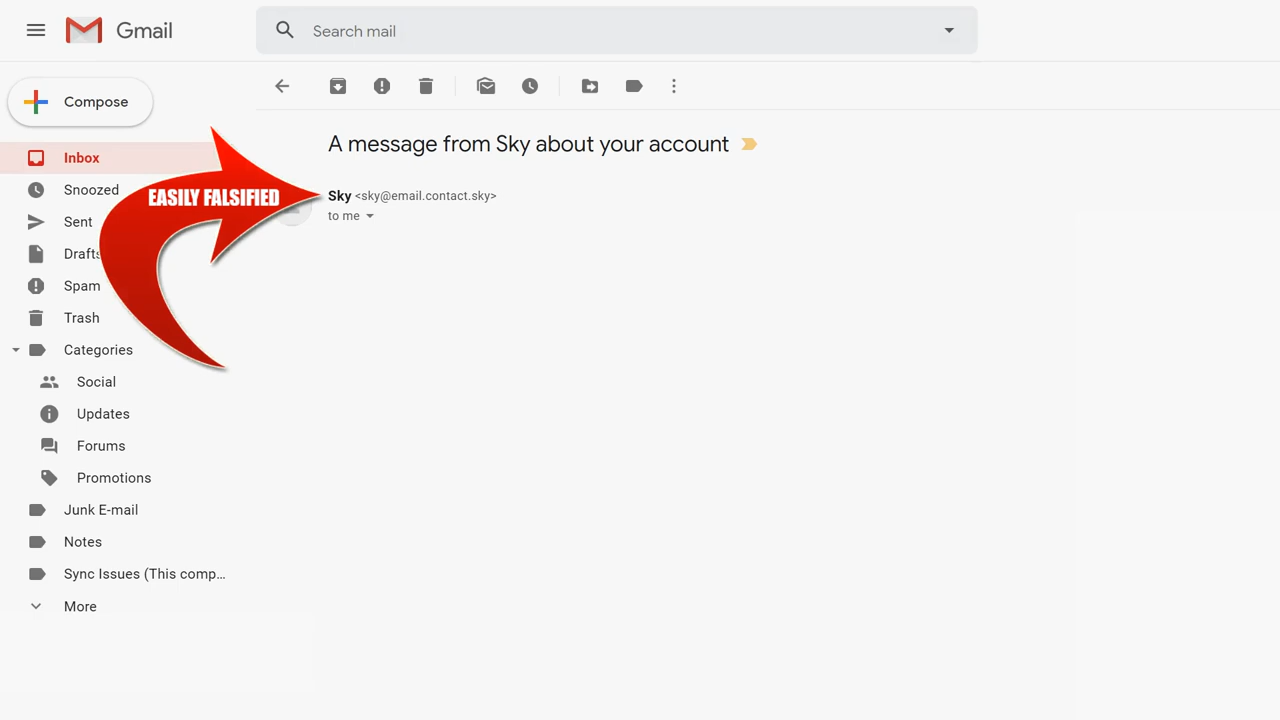 Gmail
Search mail
Compose
A message from Sky about your account
Inbox
EASILY FALSIFIED
Sky <sky@email.contact.sky>
Snoozed
to me
Sent
Drafts
Spam
Trash
Categories
Social
Updates
Forums
Promotions
Junk E-mail
Notes
Sync Issues (This comp...
More